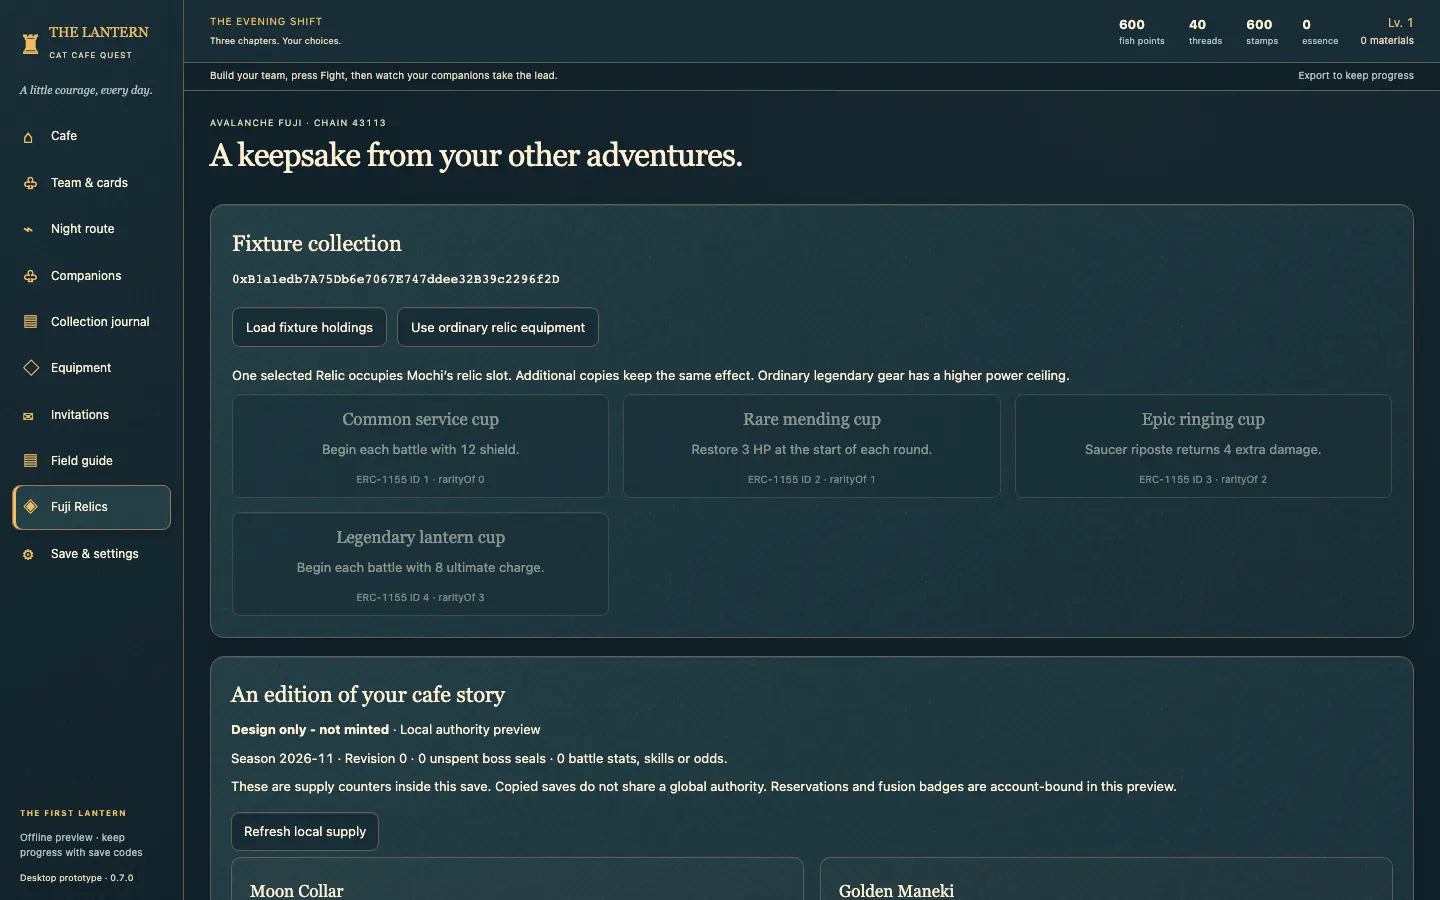 THE LANTERN
CAT CAFE QUEST
A little courage, every day.
Cafe
Team & cards
Night route
Companions
Collection journal
Equipment
Invitations
Field guide
Fuji Relics
Save & settings
THE FIRST LANTERN
Offline preview · keep
progress with save codes
Desktop prototype · 0.7.0
THE EVENING SHIFT
Three chapters. Your choices.
600 40 600 0 Lv. 1
fish points threads stamps essence 0 materials
Build your team, press Fight, then watch your companions take the lead.
Export to keep progress
AVALANCHE FUJI · CHAIN 43113
A keepsake from your other adventures.
Fixture collection
0xB1a1edb7A75Db6e7067E747ddee32B39c2296f2D
Load fixture holdings
Use ordinary relic equipment
One selected Relic occupies Mochi's relic slot. Additional copies keep the same effect. Ordinary legendary gear has a higher power ceiling.
Common service cup
Begin each battle with 12 shield.
ERC-1155 ID 1 · rarityOf 0
Rare mending cup
Restore 3 HP at the start of each round.
ERC-1155 ID 2 · rarityOf 1
Epic ringing cup
Saucer riposte returns 4 extra damage.
ERC-1155 ID 3 · rarityOf 2
Legendary lantern cup
Begin each battle with 8 ultimate charge.
ERC-1155 ID 4 · rarityOf 3
An edition of your cafe story
Design only - not minted · Local authority preview
Season 2026-11 · Revision 0 · 0 unspent boss seals · 0 battle stats, skills or odds.
These are supply counters inside this save. Copied saves do not share a global authority. Reservations and fusion badges are account-bound in this preview.
Refresh local supply
Moon Collar
Golden Maneki